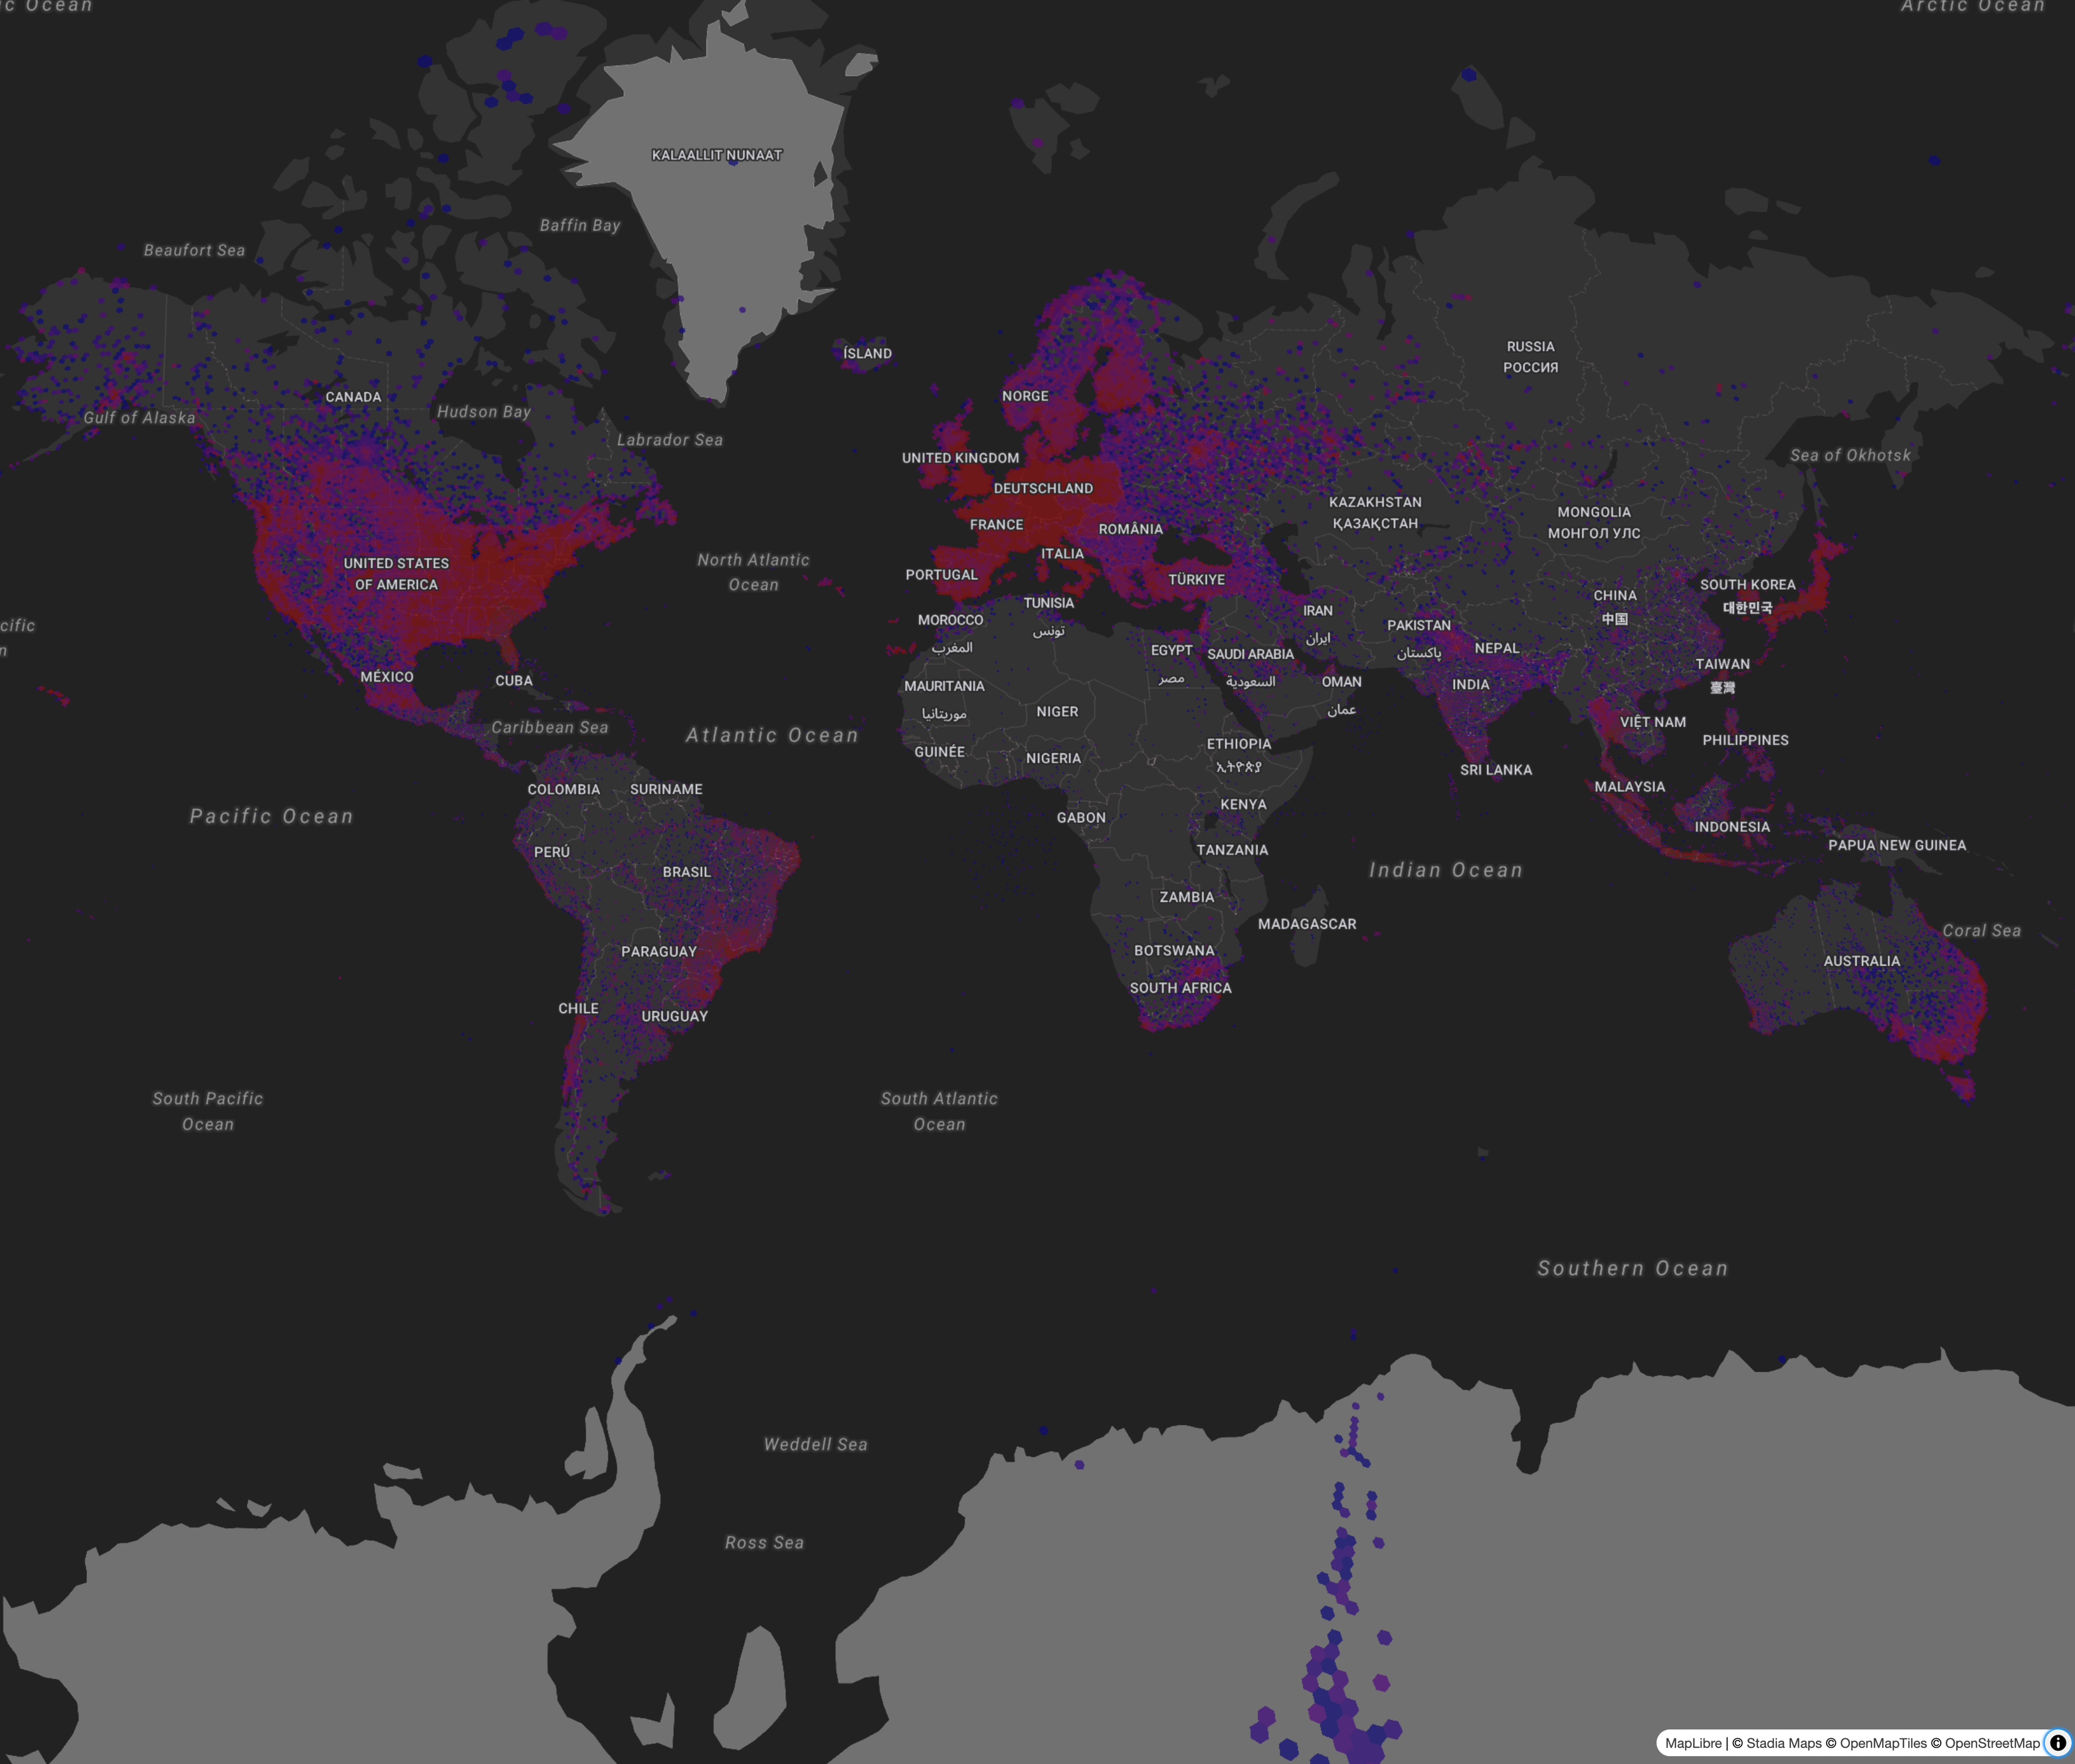 c Ocean
Arctic Ocean
KALAALLIT NUNAAT
Baffin Bay
Beaufort Sea
ÍSLAND
RUSSIA
РОССИЯ
CANADA
NORGE
Hudson Bay
Gulf of Alaska
Labrador Sea
UNITED KINGDOM
Sea of Okhotsk
DEUTSCHLAND
KAZAKHSTAN
ҚАЗАҚСТАН
MONGOLIA
МОНГОЛ УЛС
FRANCE
ROMÂNIA
ITALIA
North Atlantic
Ocean
UNITED STATES
OF AMERICA
PORTUGAL
TÜRKIYE
SOUTH KOREA
대한민국
CHINA
中国
TUNISIA
تونس
IRAN
ایران
MOROCCO
المغرب
cific
n
PAKISTAN
پاکستان
NEPAL
EGYPT
مصر
SAUDI ARABIA
السعودية
TAIWAN
臺灣
MÉXICO
CUBA
OMAN
عمان
INDIA
MAURITANIA
موريتانيا
NIGER
VIỆT NAM
Caribbean Sea
Atlantic Ocean
PHILIPPINES
GUINÉE
NIGERIA
ETHIOPIA
ኢትዮጵያ
SRI LANKA
COLOMBIA
SURINAME
MALAYSIA
KENYA
Pacific Ocean
GABON
INDONESIA
PAPUA NEW GUINEA
PERÚ
TANZANIA
BRASIL
Indian Ocean
ZAMBIA
MADAGASCAR
Coral Sea
PARAGUAY
BOTSWANA
AUSTRALIA
SOUTH AFRICA
CHILE
URUGUAY
South Pacific
Ocean
South Atlantic
Ocean
Southern Ocean
Weddell Sea
Ross Sea
MapLibre | © Stadia Maps © OpenMapTiles © OpenStreetMap